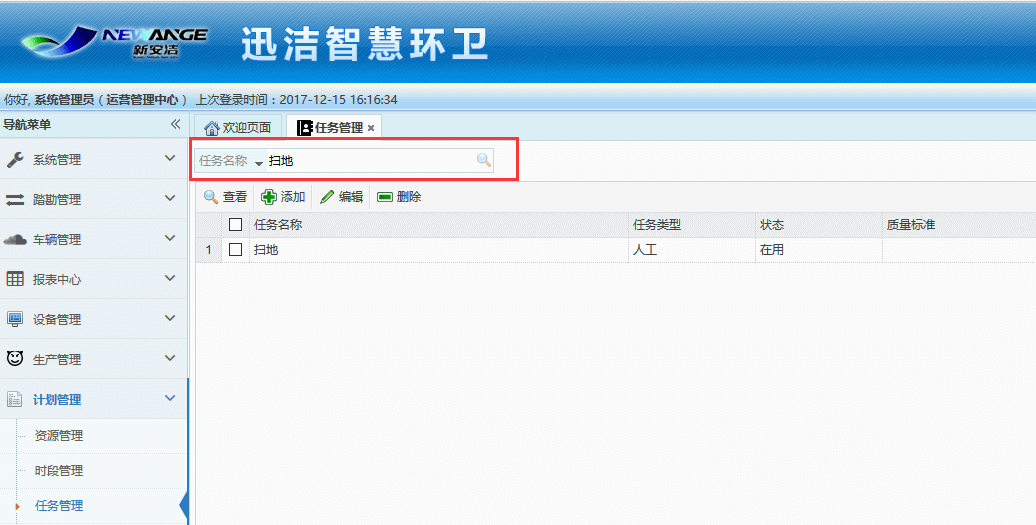 NEWANGE
新安洁
迅洁智慧环卫
你好, 系统管理员 ( 运营管理中心 ) 上次登录时间 : 2017-12-15 16:16:34
导航菜单
欢迎页面 任务管理
任务名称 扫地
查看 添加 编辑 删除
任务名称 任务类型 状态 质量标准
1 扫地 人工 在用
系统管理
踏勘管理
车辆管理
报表中心
设备管理
生产管理
计划管理
资源管理
时段管理
任务管理